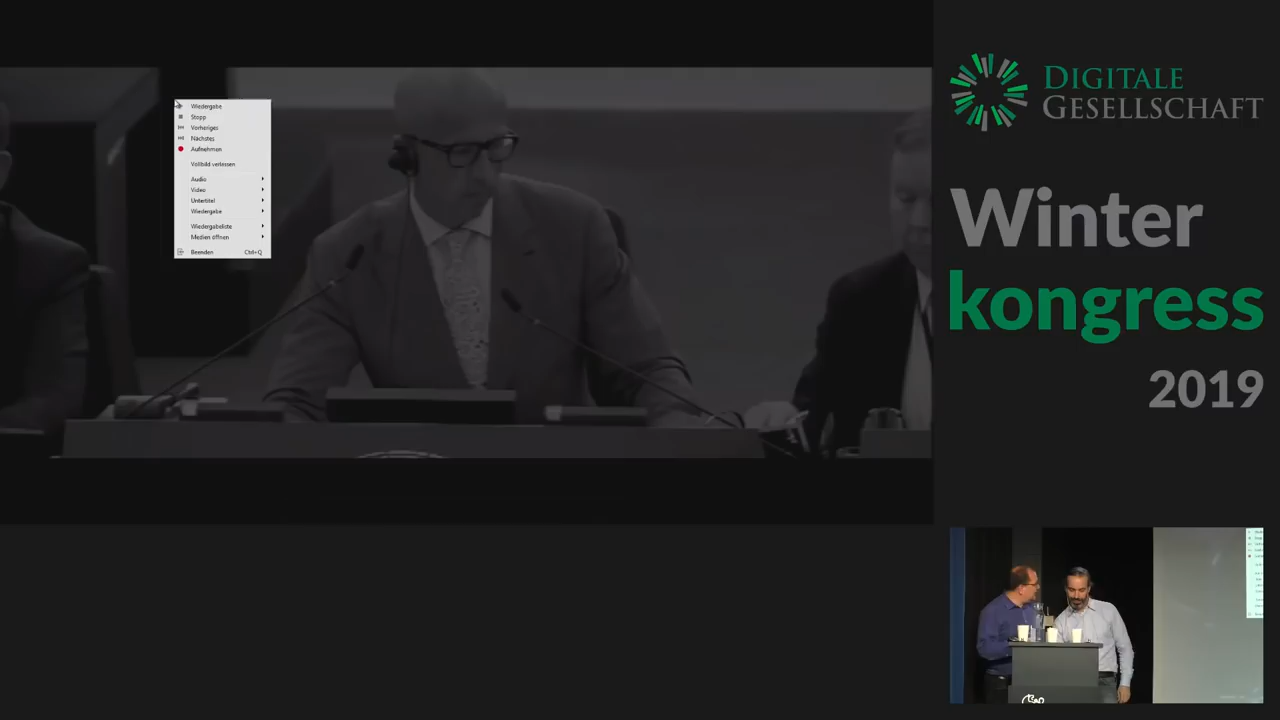 Wiedergabe
Stopp
Vorheriges
Nächstes
Aufnehmen
Vollbild verlassen
Audio
Video
Untertitel
Wiedergabe
Wiedergabeliste
Medien öffnen
Beenden Ctrl+Q
DIGITALE
GESELLSCHAFT
Winter
kongress
2019